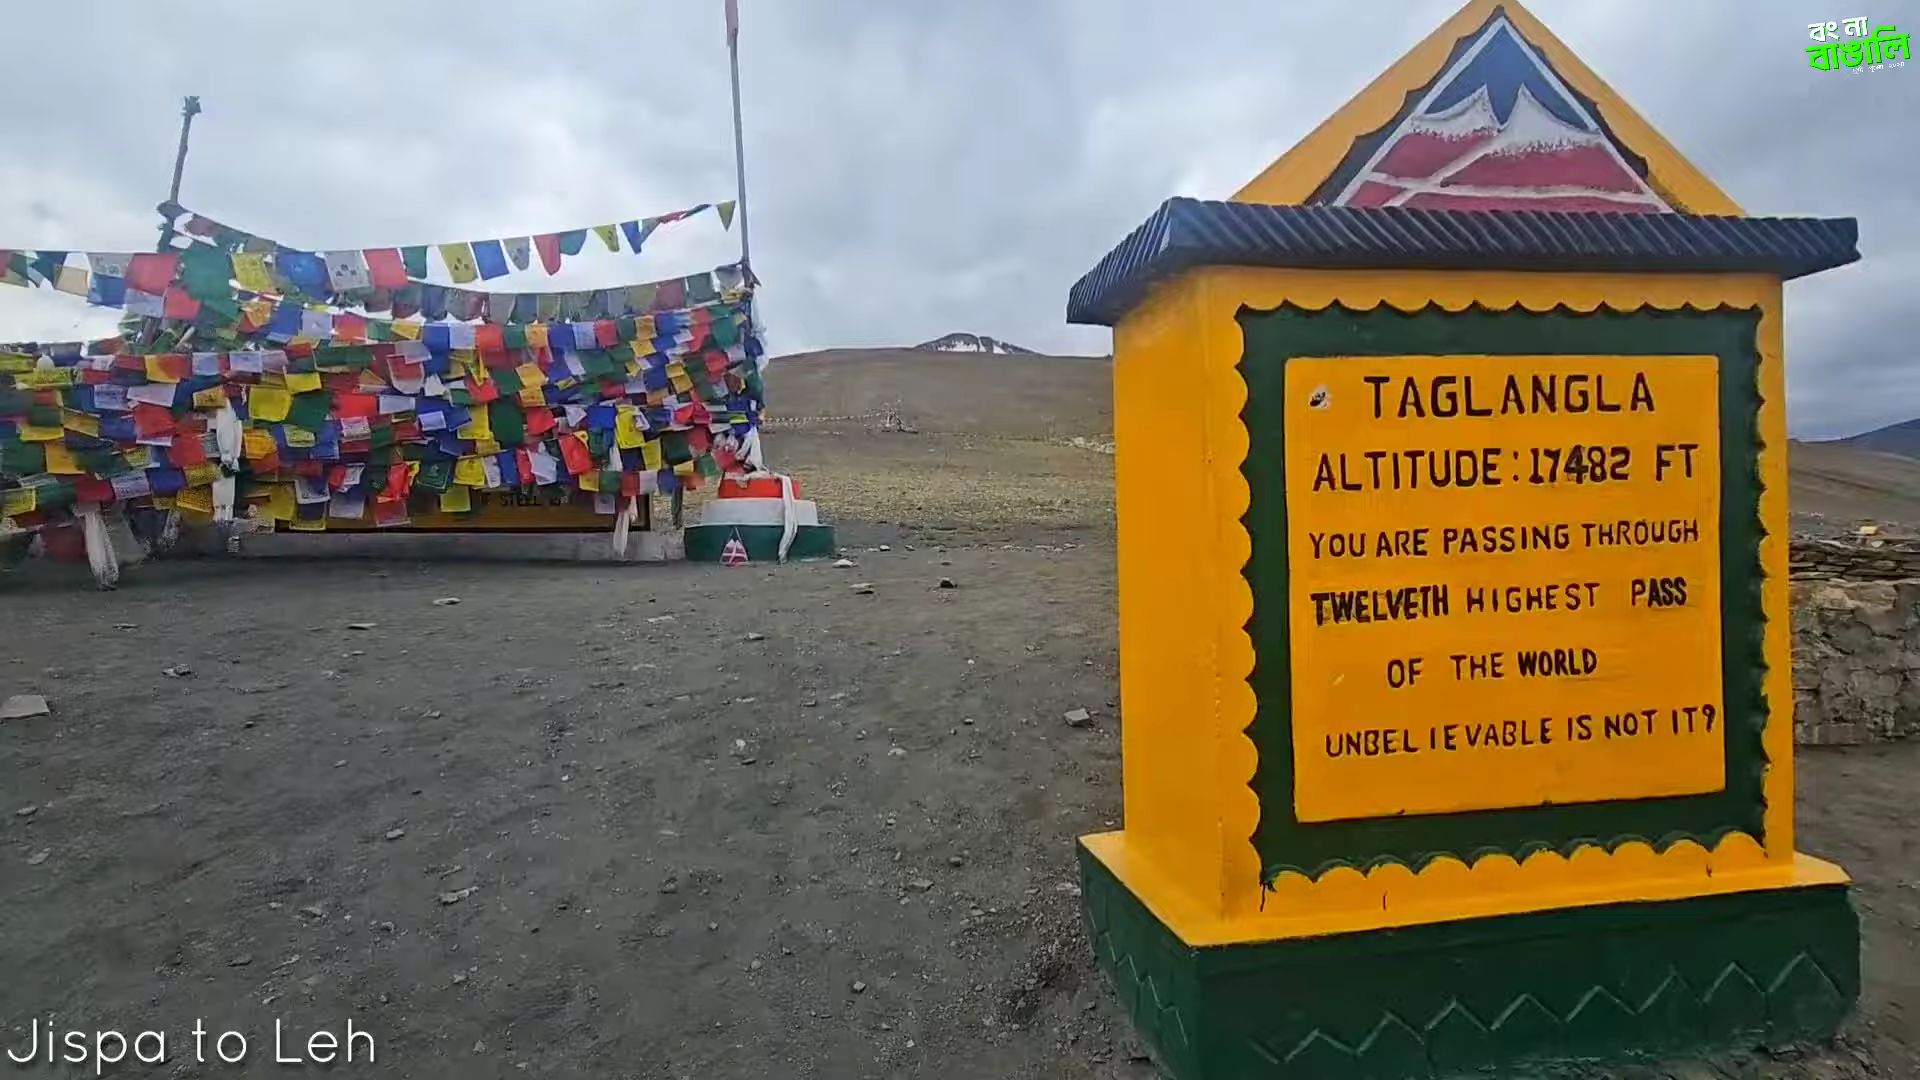 বং না
বাঙালি
TAGLANGLA
ALTITUDE:17482 FT
YOU ARE PASSING THROUGH
TWELVETH HIGHEST PASS
OF THE WORLD
UNBELIEVABLE IS NOT IT?
STEEL
Jispa to Leh